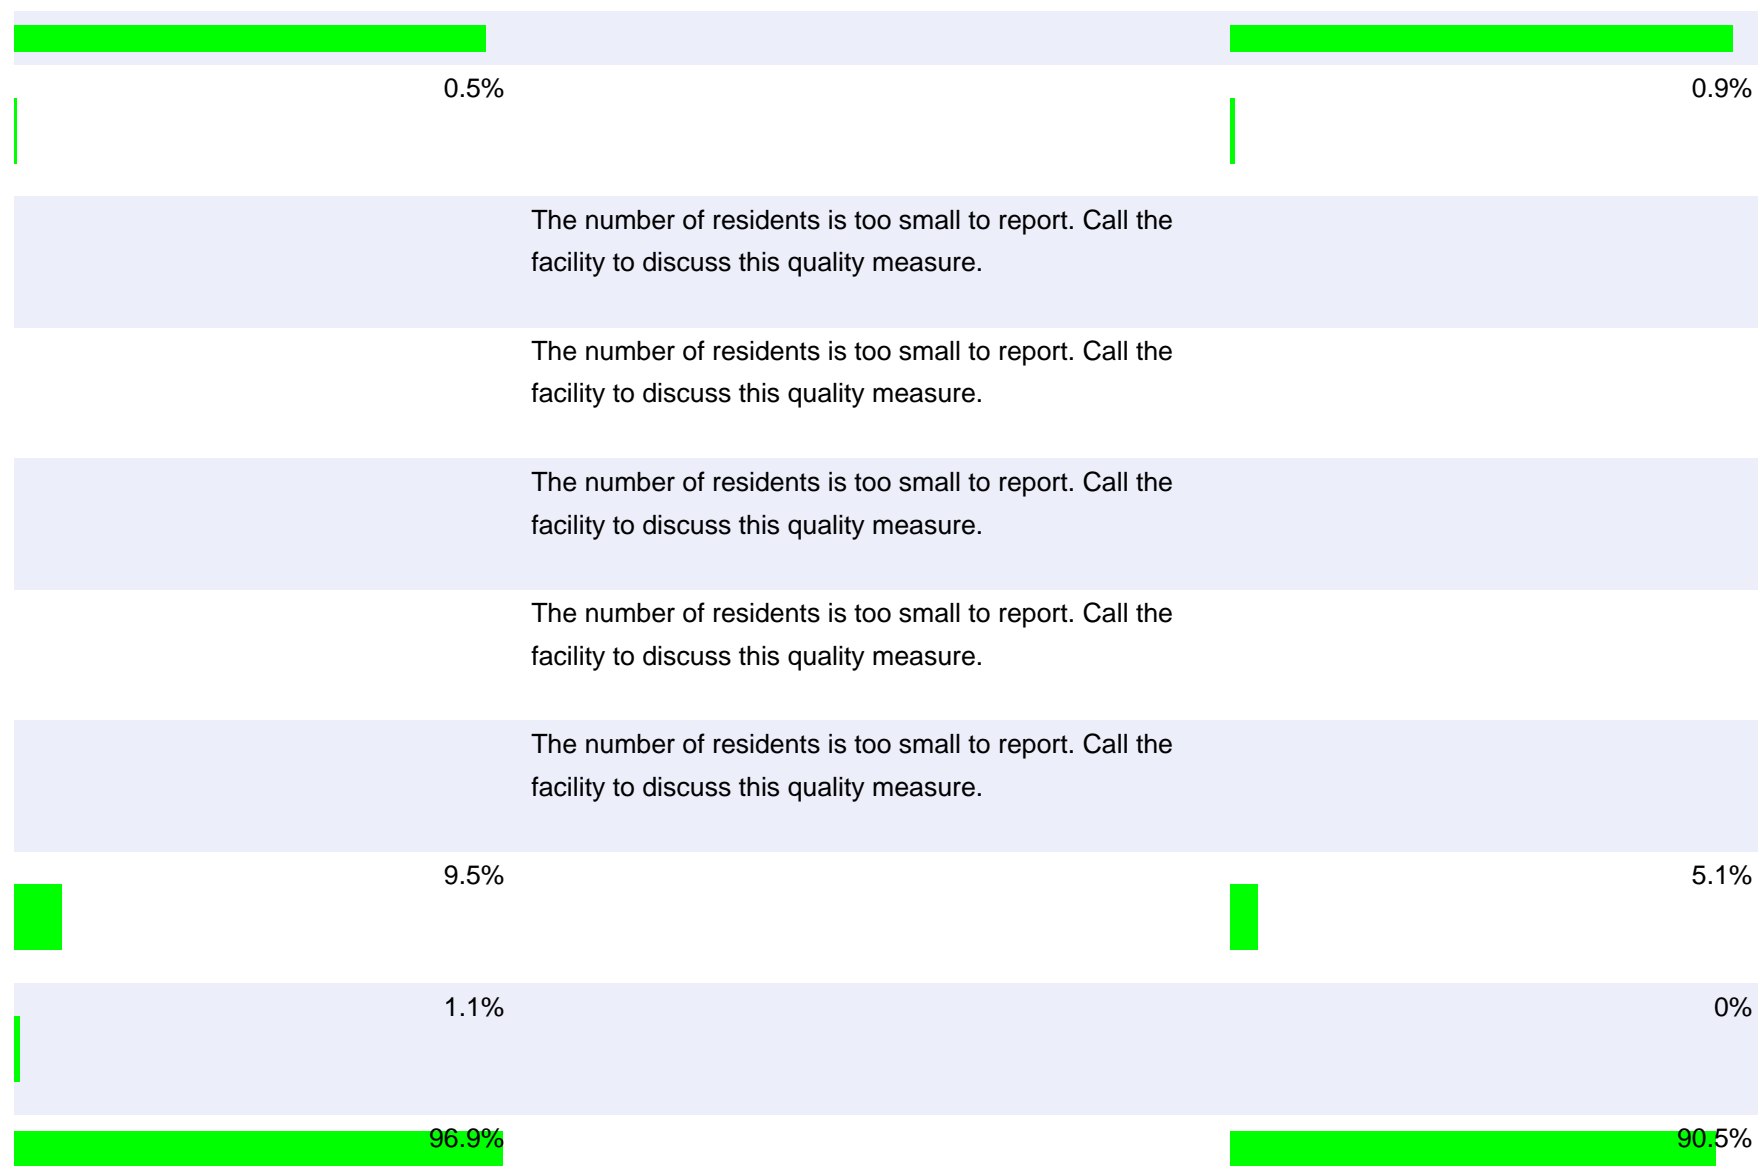 0.5% 0.9%
The number of residents is too small to report. Call the
facility to discuss this quality measure.
The number of residents is too small to report. Call the
facility to discuss this quality measure.
The number of residents is too small to report. Call the
facility to discuss this quality measure.
The number of residents is too small to report. Call the
facility to discuss this quality measure.
The number of residents is too small to report. Call the
facility to discuss this quality measure.
9.5% 5.1%
1.1% 0%
96.9% 90.5%